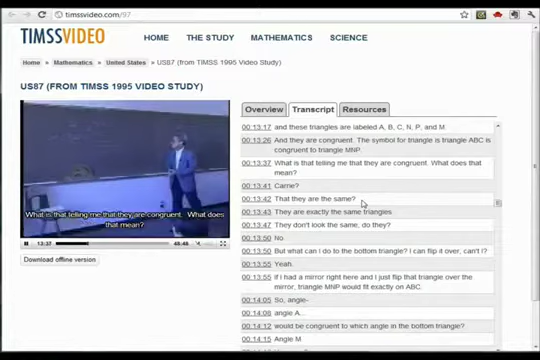 timssvideo.com/97
TIMSSVIDEO
HOME THE STUDY MATHEMATICS SCIENCE
Home » Mathematics » United States » US87 (FROM TIMSS 1995 VIDEO STUDY)
US87 (FROM TIMSS 1995 VIDEO STUDY)
What is that telling me that they are congruent. What does
that mean?
13:37 48:48
Download offline version
Overview Transcript Resources
00:13:17 and these triangles are labeled A, B, C, N, P, and M
00:13:26 And they are congruent. The symbol for triangle is triangle ABC is
congruent to triangle MNP.
00:13:37 What is that telling me that they are congruent. What does that
mean?
00:13:41 Carrie?
00:13:42 That they are the same?
00:13:43 They are exactly the same triangles
00:13:47 They don't look the same, do they?
00:13:50 No.
00:13:50 But what can I do to the bottom triangle? I can flip it over, can't I?
00:13:55 Yeah.
00:13:55 if I had a mirror right here and I just flip that triangle over the
mirror, triangle MNP would fit exactly on ABC.
00:14:05 So, angle-
00:14:08 angle A...
00:14:12 would be congruent to which angle in the bottom triangle?
00:14:15 Angle M